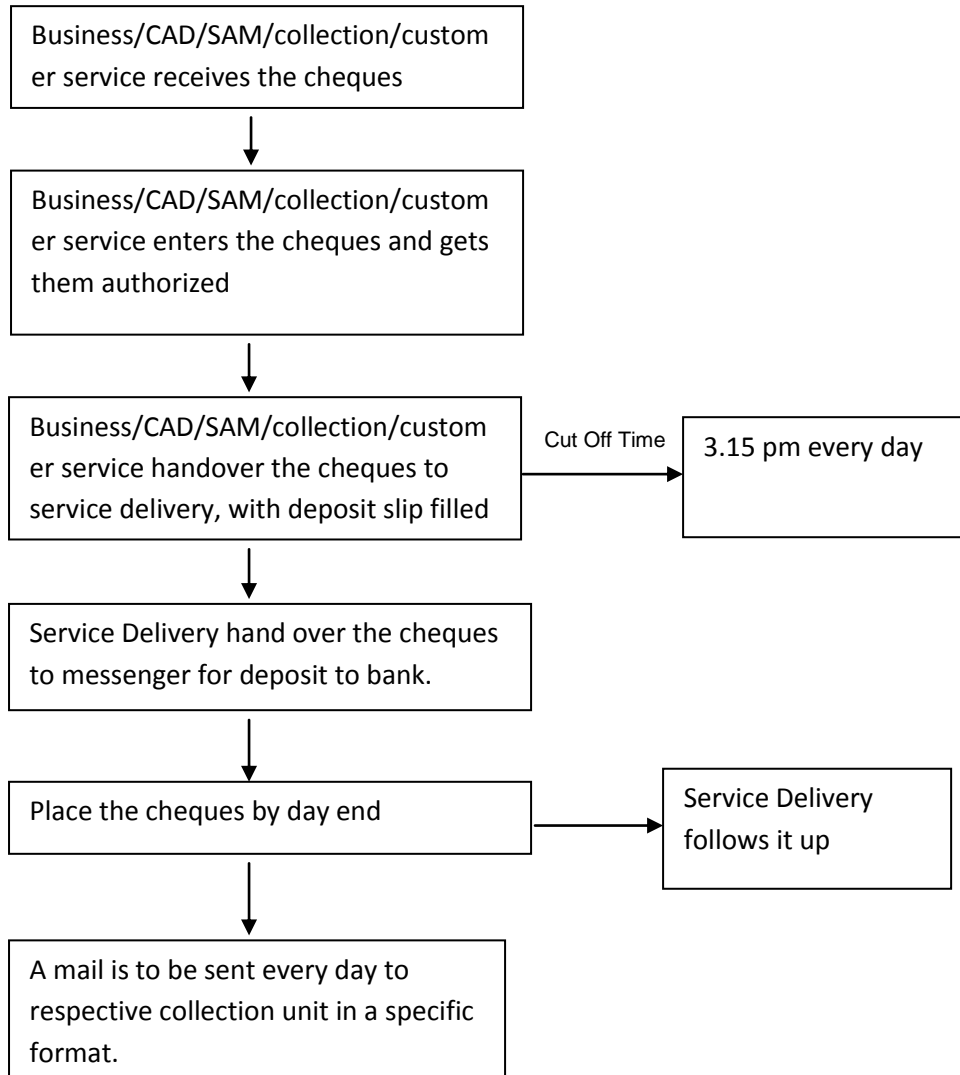 Business/CAD/SAM/collection/custom
er service receives the cheques
Business/CAD/SAM/collection/custom
er service enters the cheques and gets
them authorized
Business/CAD/SAM/collection/custom
er service handover the cheques to
service delivery, with deposit slip filled
Cut Off Time
3.15 pm every day
Service Delivery hand over the cheques
to messenger for deposit to bank.
Place the cheques by day end
Service Delivery
follows it up
A mail is to be sent every day to
respective collection unit in a specific
format.